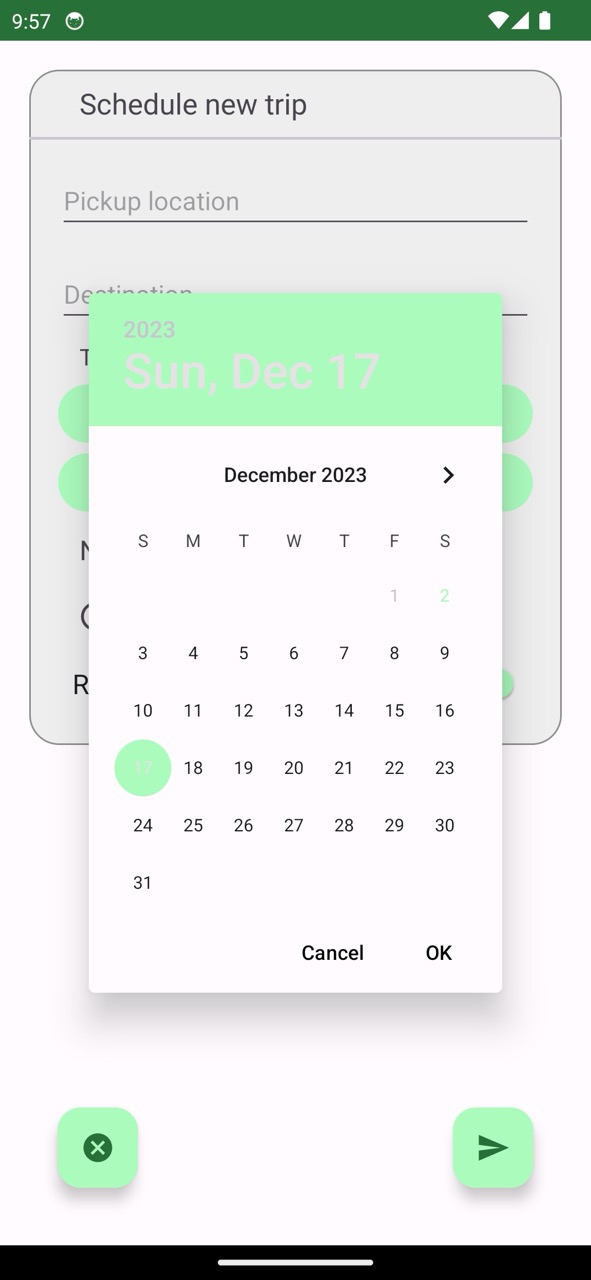 9:57
Schedule new trip
Pickup location
Destination
2023
Sun, Dec 17
December 2023
S M T W T F S
1 2
3 4 5 6 7 8 9
10 11 12 13 14 15 16
17 18 19 20 21 22 23
24 25 26 27 28 29 30
31
Cancel OK